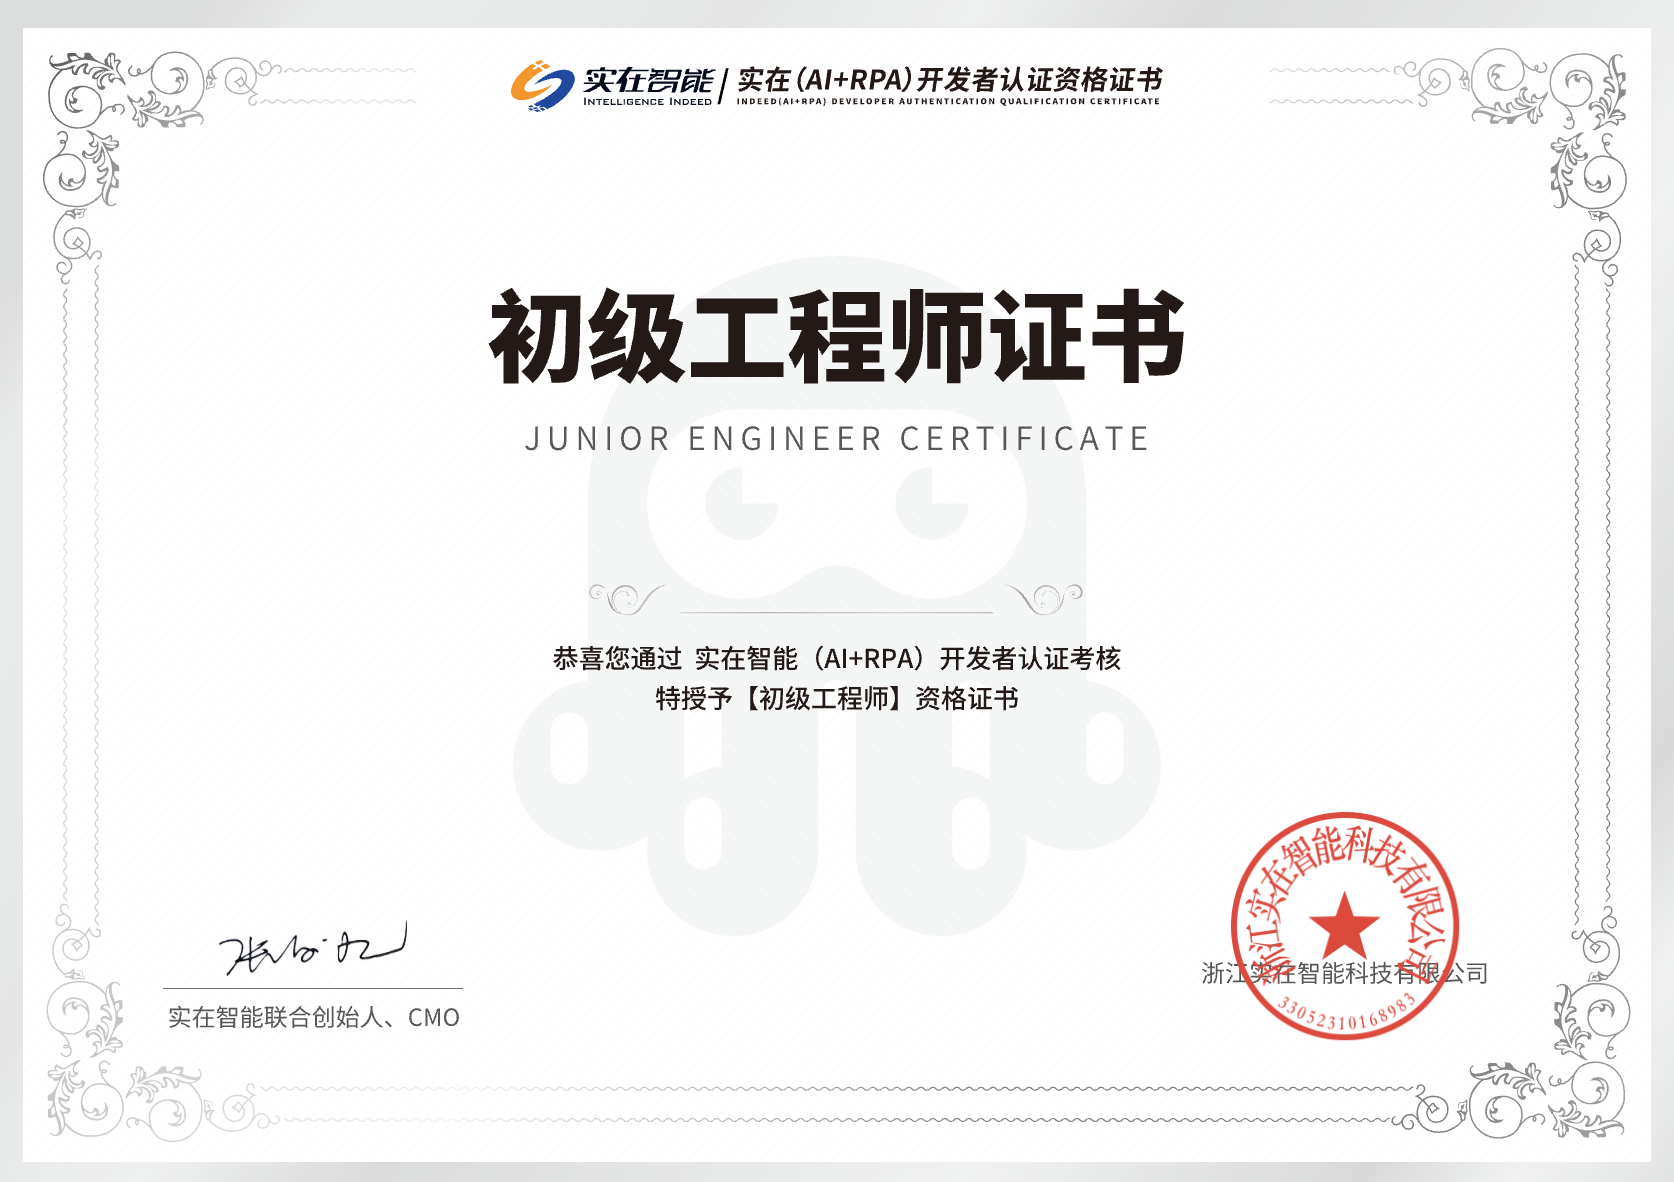 实在智能 实在（AI+RPA）开发者认证资格证书
INTELLIGENCE INDEED INDEED(AI+RPA) DEVELOPER AUTHENTICATION QUALIFICATION CERTIFICATE
初级工程师证书
JUNIOR ENGINEER CERTIFICATE
恭喜您通过 实在智能（AI+RPA）开发者认证考核
特授予【初级工程师】资格证书
实在智能联合创始人、CMO
浙江实在智能科技有限公司
浙江实在智能科技有限公司
33052310168983